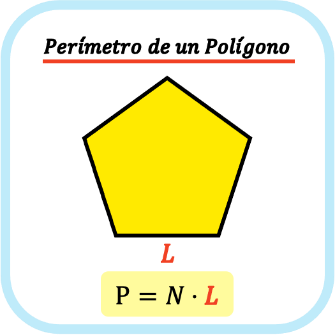 Perímetro de un Polígono
L
P = N · L